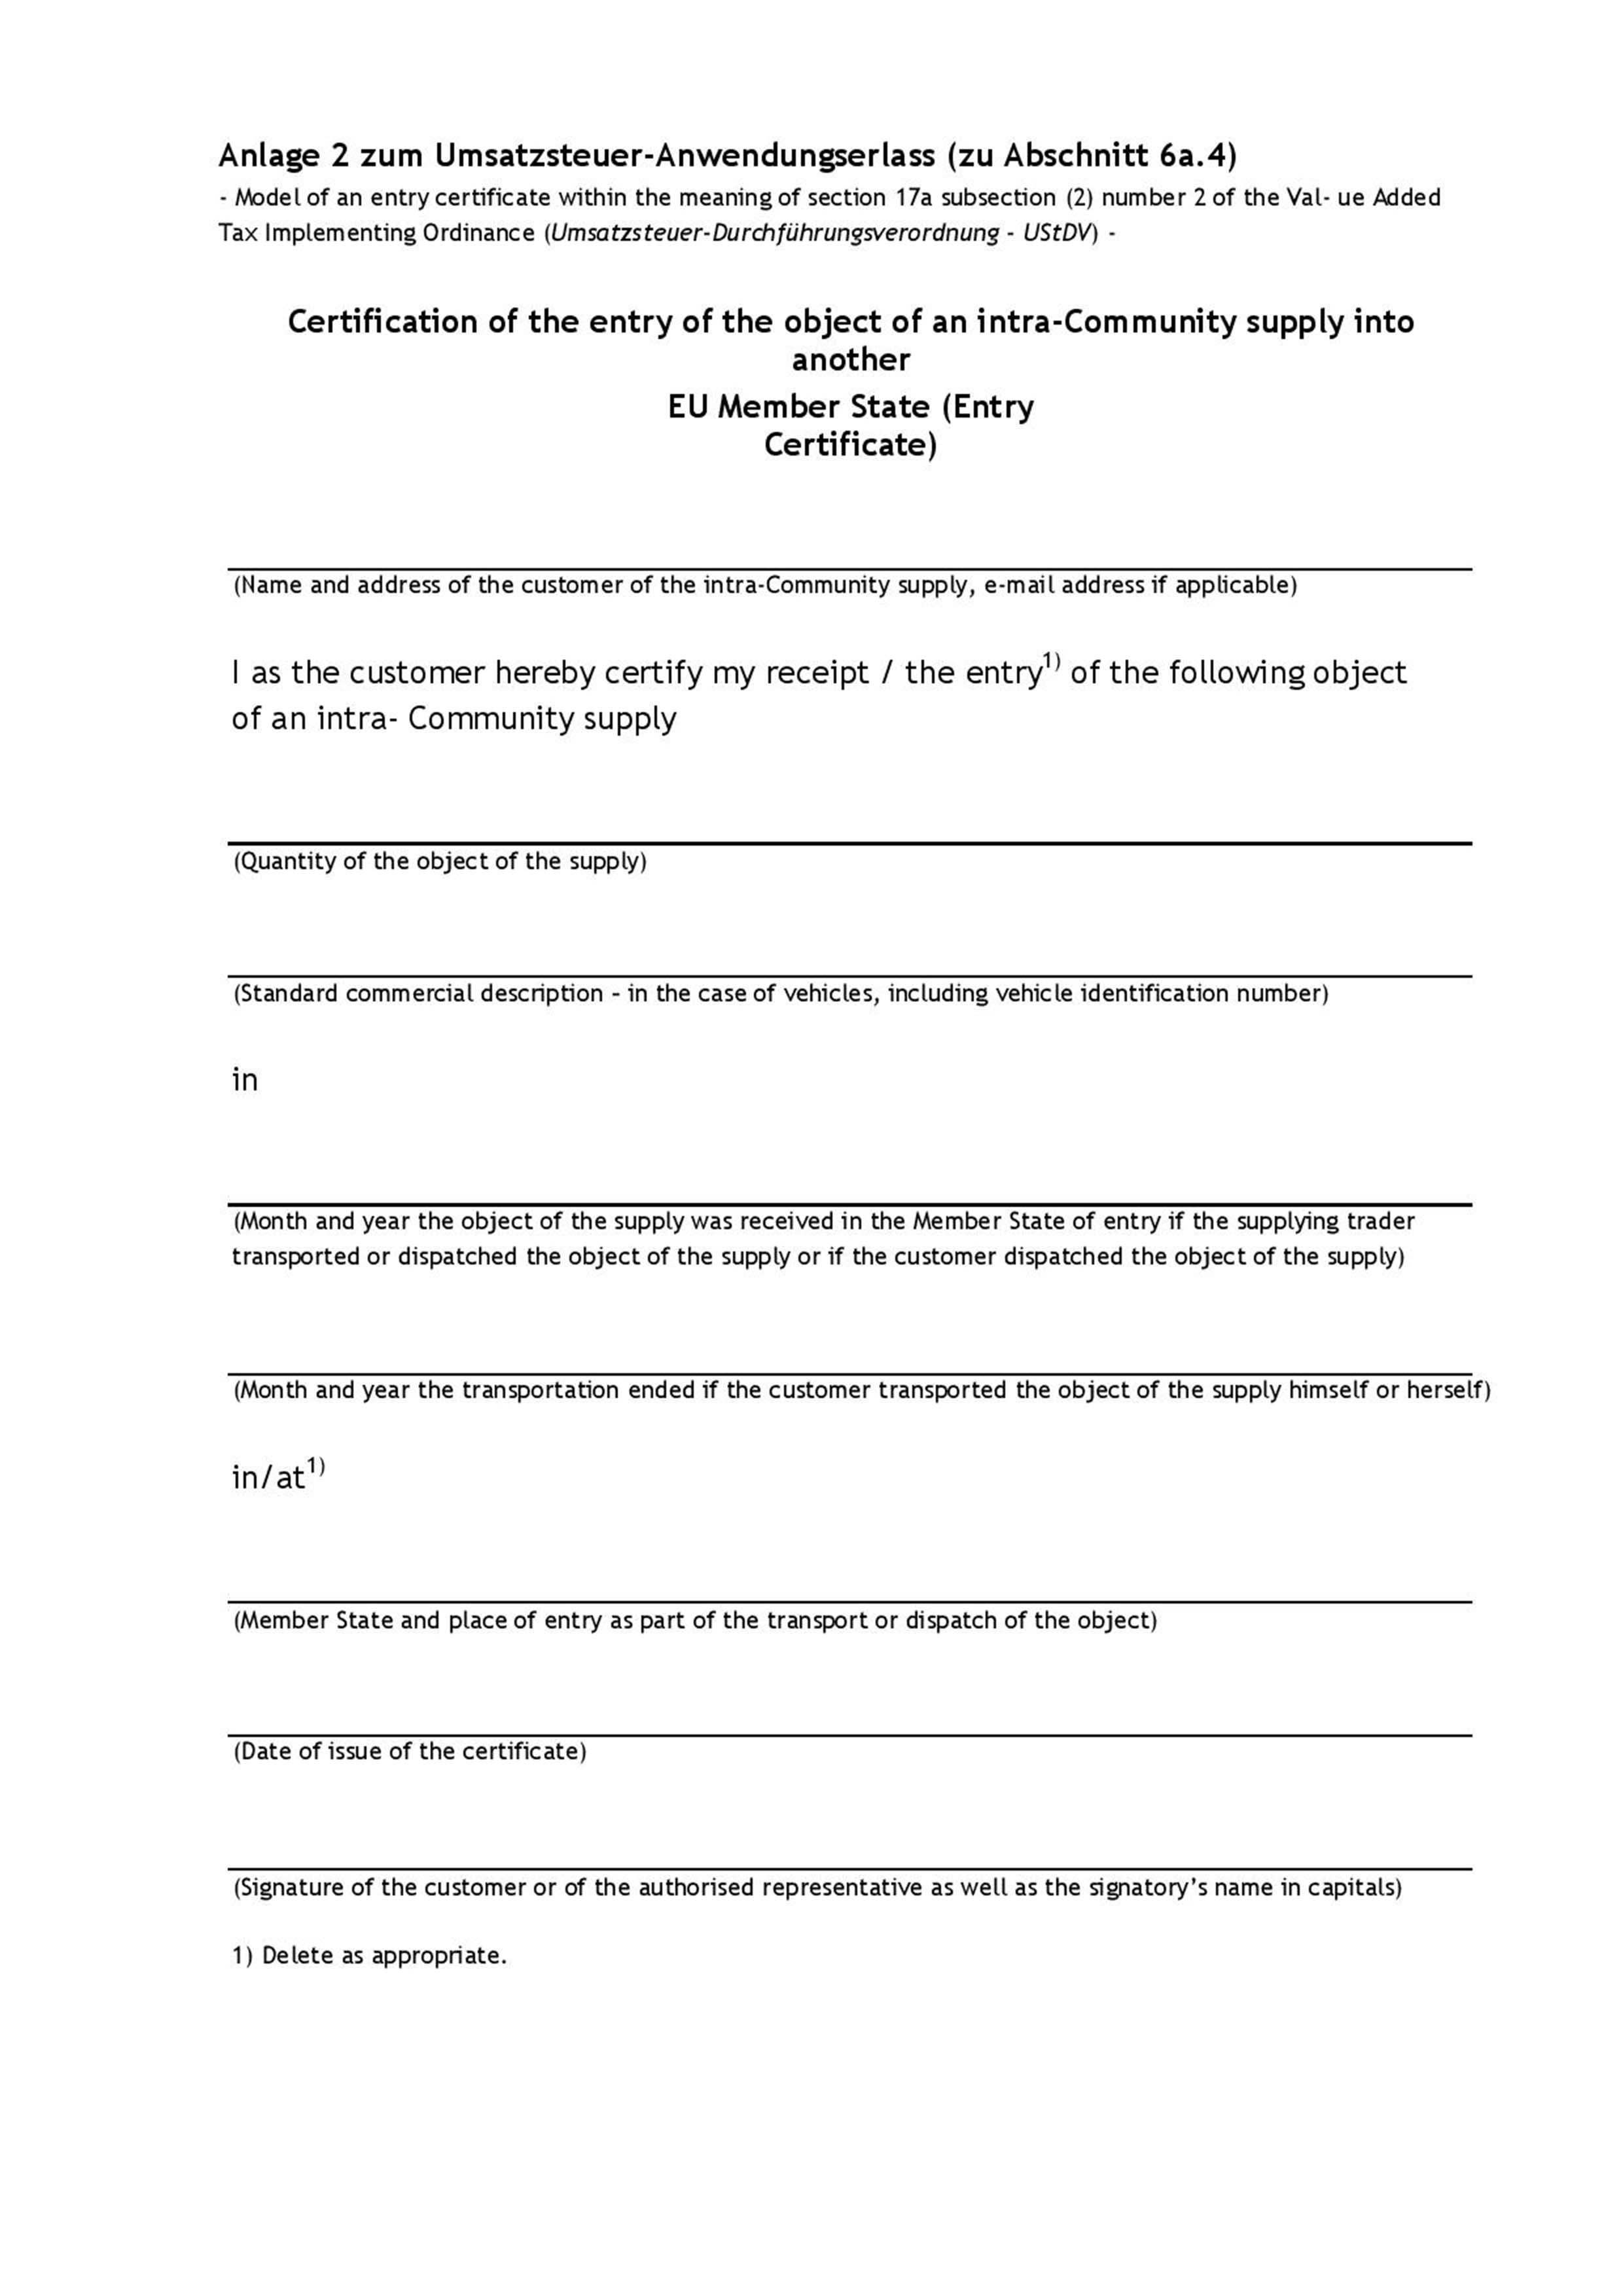 Anlage 2 zum Umsatzsteuer-Anwendungserlass (zu Abschnitt 6a.4)
- Model of an entry certificate within the meaning of section 17a subsection (2) number 2 of the Val- ue Added
Tax Implementing Ordinance (Umsatzsteuer-Durchführungsverordnung - UStDV) -
Certification of the entry of the object of an intra-Community supply into
another
EU Member State (Entry
Certificate)
(Name and address of the customer of the intra-Community supply, e-mail address if applicable)
I as the customer hereby certify my receipt / the entry1) of the following object
of an intra- Community supply
(Quantity of the object of the supply)
(Standard commercial description - in the case of vehicles, including vehicle identification number)
in
(Month and year the object of the supply was received in the Member State of entry if the supplying trader
transported or dispatched the object of the supply or if the customer dispatched the object of the supply)
(Month and year the transportation ended if the customer transported the object of the supply himself or herself)
in/at1)
(Member State and place of entry as part of the transport or dispatch of the object)
(Date of issue of the certificate)
(Signature of the customer or of the authorised representative as well as the signatory’s name in capitals)
1) Delete as appropriate.